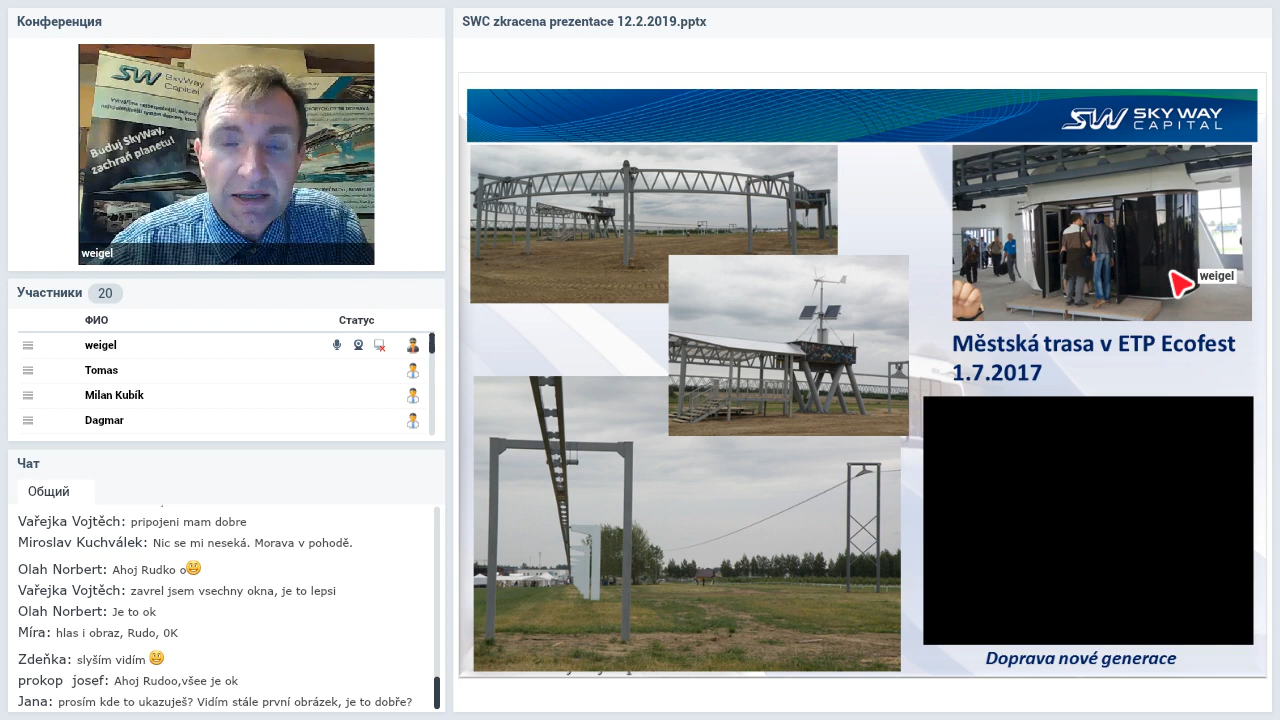 Конференция
SW SkyWay
Capital
Buduj SkyWay,
zachraň planetu!
weigel
Участники 20
ФИО Статус
weigel
Tomas
Milan Kubík
Dagmar
Чат
Общий
Vařejka Vojtěch: pripojeni mam dobre
Miroslav Kuchválek: Nic se mi neseká. Morava v pohodě.
Olah Norbert: Ahoj Rudko o
Vařejka Vojtěch: zavrel jsem vsechny okna, je to lepsi
Olah Norbert: Je to ok
Míra: hlas i obraz, Rudo, 0K
Zdeňka: slyším vidím
prokop josef: Ahoj Rudoo,všee je ok
Jana: prosím kde to ukazuješ? Vidím stále první obrázek, je to dobře?
SWC zkracena prezentace 12.2.2019.pptx
SW SKY WAY
CAPITAL
weigel
Městská trasa v ETP Ecofest
1.7.2017
Doprava nové generace